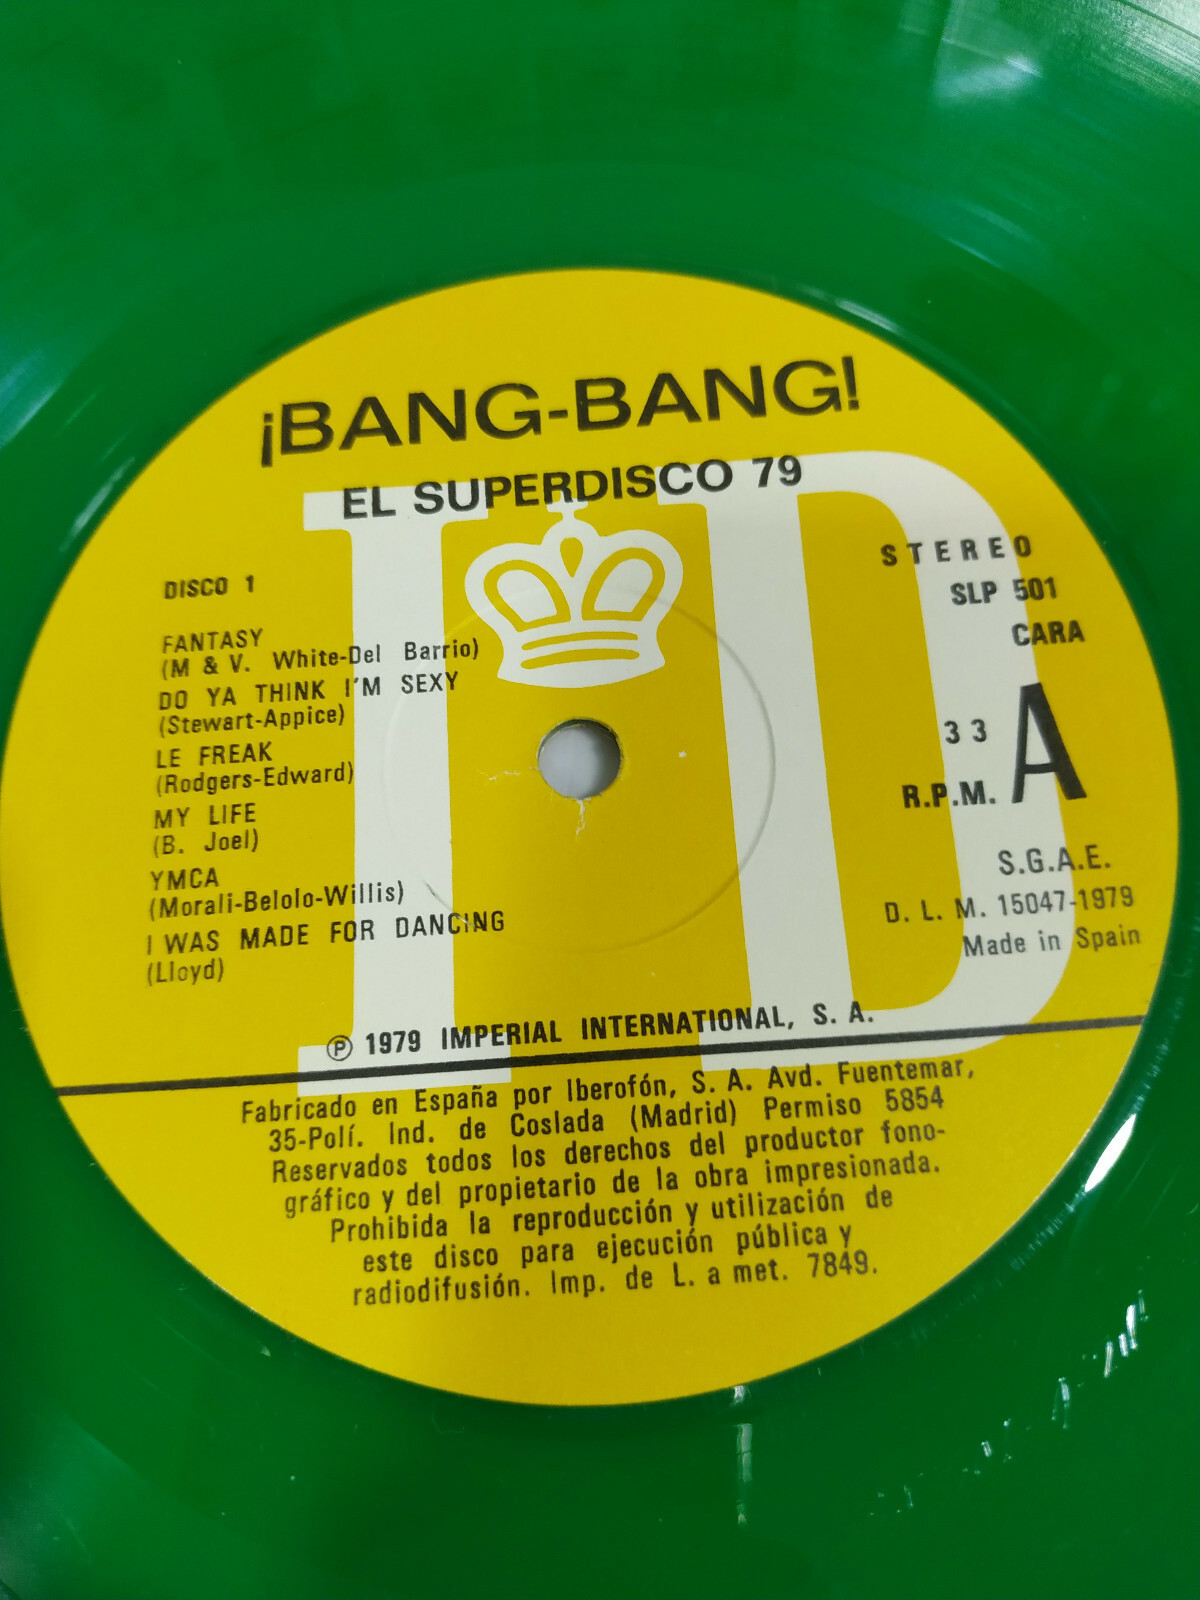 ¡BANG-BANG!
EL SUPERDISCO 79
DISCO 1
FANTASY
(M & V. White-Del Barrio)
DO YA THINK I'M SEXY
(Stewart-Appice)
LE FREAK
(Rodgers-Edward)
MY LIFE
(B. Joel)
YMCA
(Morali-Belolo-Willis)
I WAS MADE FOR DANCING
(Lloyd)
ID
STEREO
SLP 501
CARA
A
33
R.P.M.
S.G.A.E.
D. L. M. 15047-1979
Made in Spain
Ⓟ 1979 IMPERIAL INTERNATIONAL, S. A.
Fabricado en España por Iberofón, S. A. Avd. Fuentemar,
35-Polí. Ind. de Coslada (Madrid) Permiso 5854
Reservados todos los derechos del productor fono-
gráfico y del propietario de la obra impresionada.
Prohibida la reproducción y utilización de
este disco para ejecución pública y
radiodifusión. Imp. de L. a met. 7849.